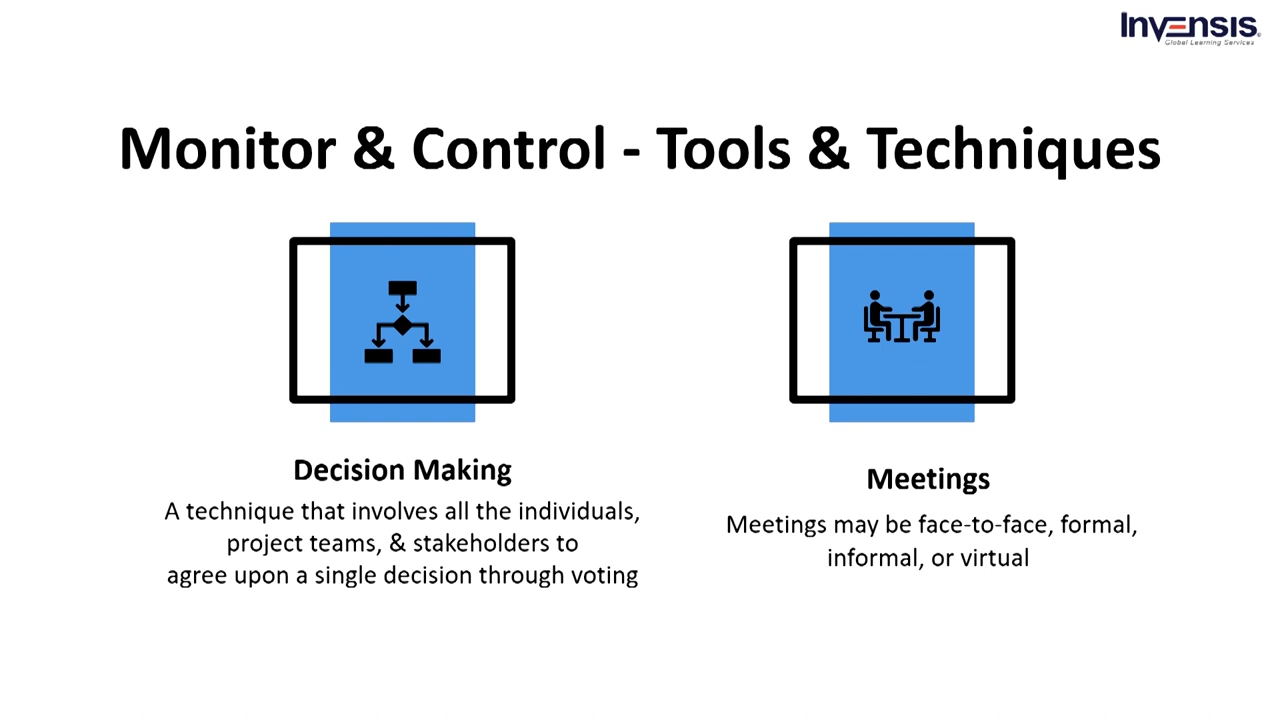 Invensis
Global Learning Services
Monitor & Control - Tools & Techniques
Decision Making
A technique that involves all the individuals,
project teams, & stakeholders to
agree upon a single decision through voting
Meetings
Meetings may be face-to-face, formal,
informal, or virtual